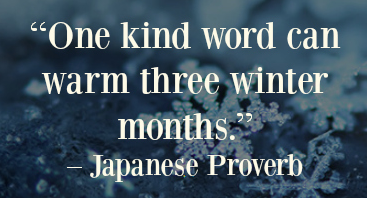 “One kind word can
warm three winter
months.”
– Japanese Proverb